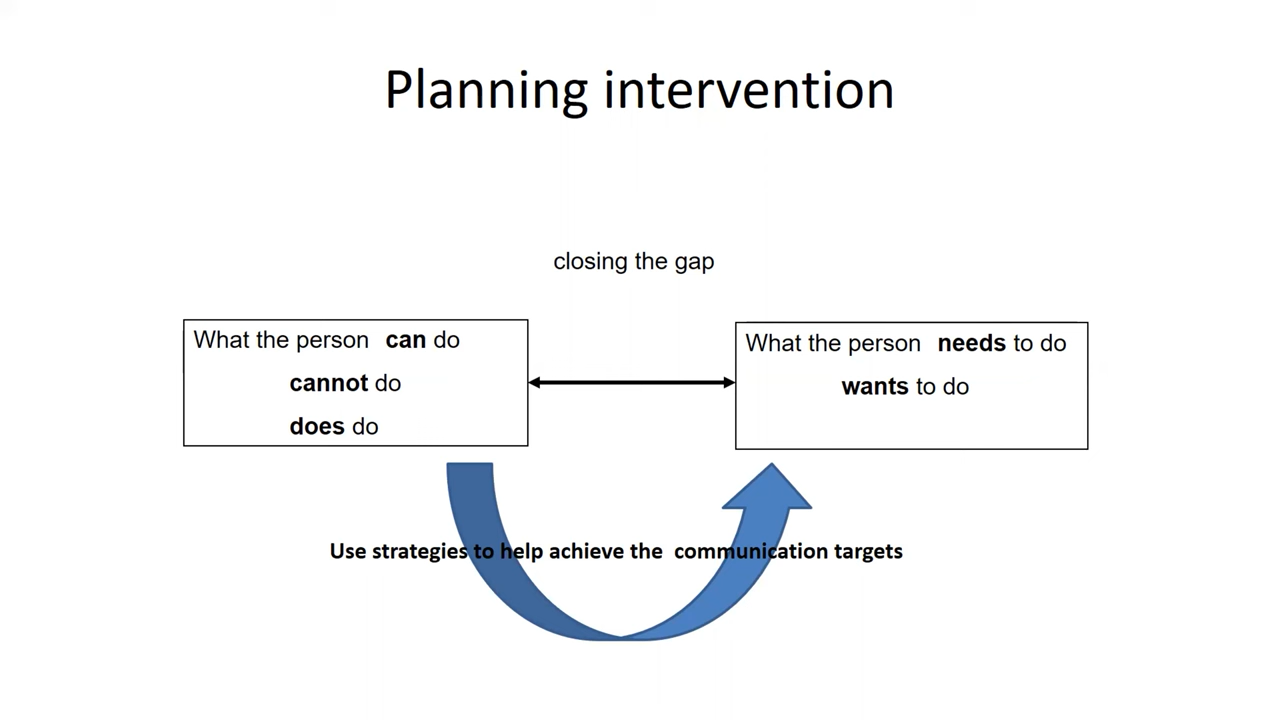 Planning intervention
closing the gap
What the person can do
cannot do
does do
What the person needs to do
wants to do
Use strategies to help achieve the communication targets